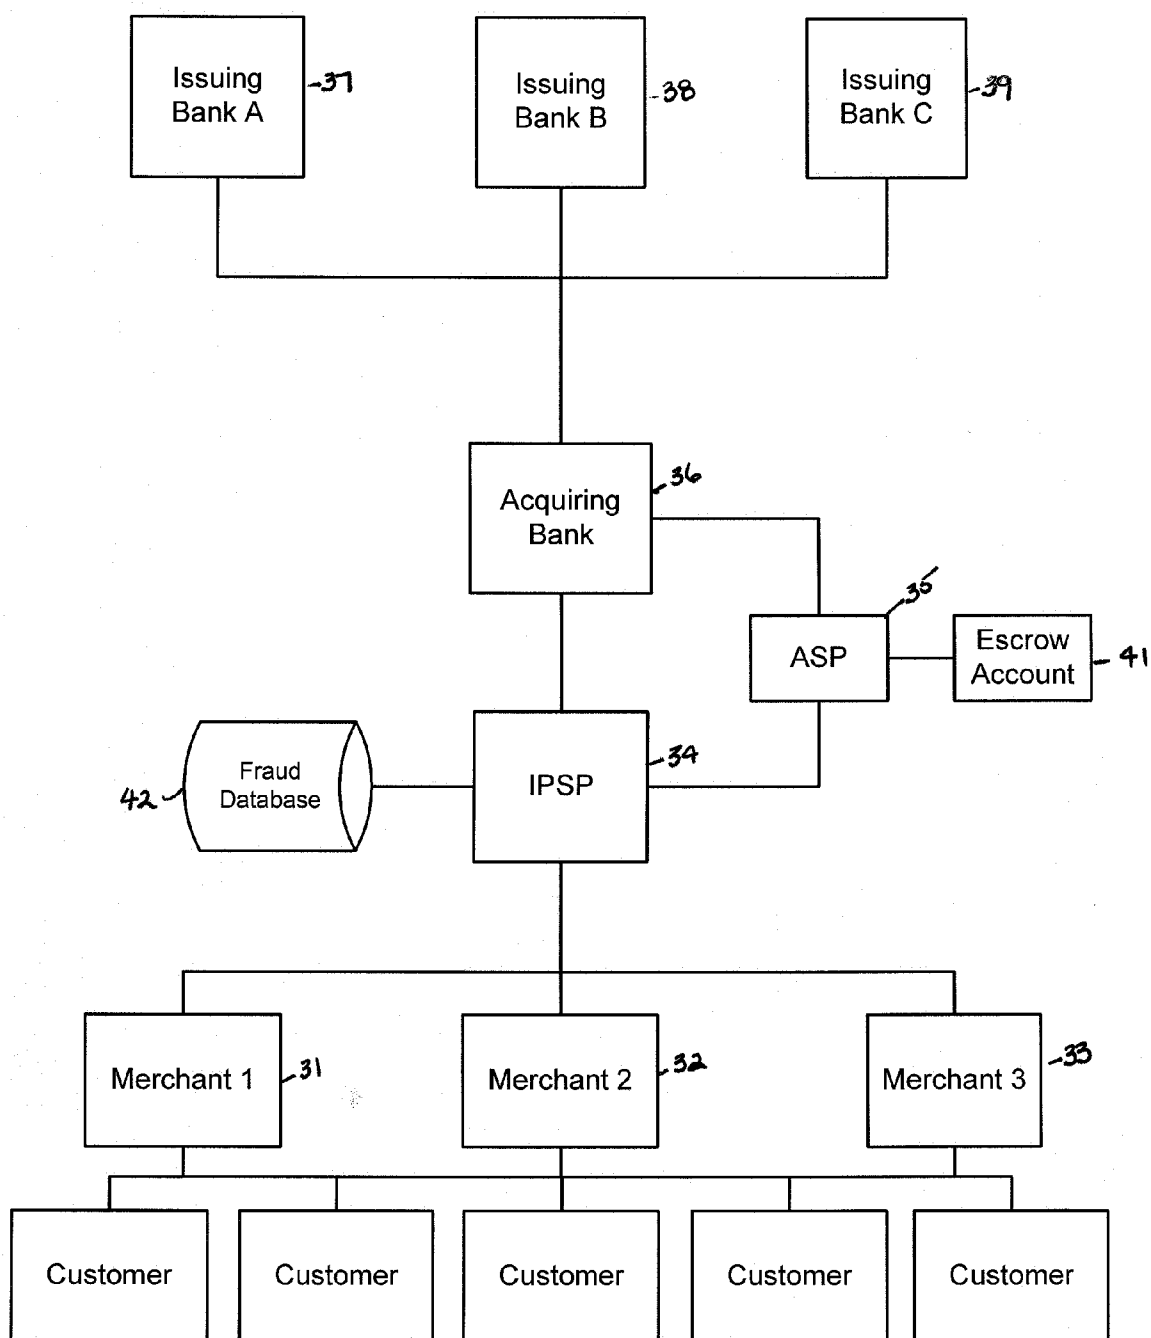 Issuing
Bank A
37
Issuing
Bank B
38
Issuing
Bank C
39
Acquiring
Bank
36
35
ASP
Escrow
Account
41
Fraud
Database
42
IPSP
34
Merchant 1
31
Merchant 2
32
Merchant 3
33
Customer
Customer
Customer
Customer
Customer